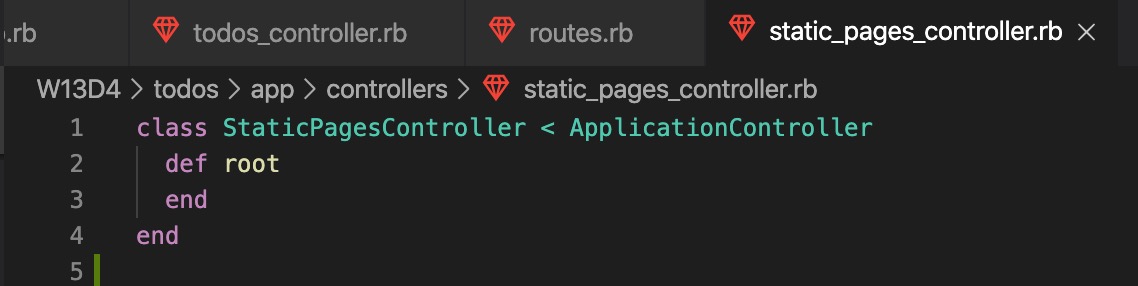 .rb todos_controller.rb routes.rb static_pages_controller.rb ×
W13D4 > todos > app > controllers > static_pages_controller.rb
1 class StaticPagesController < ApplicationController
2   def root
3   end
4 end
5